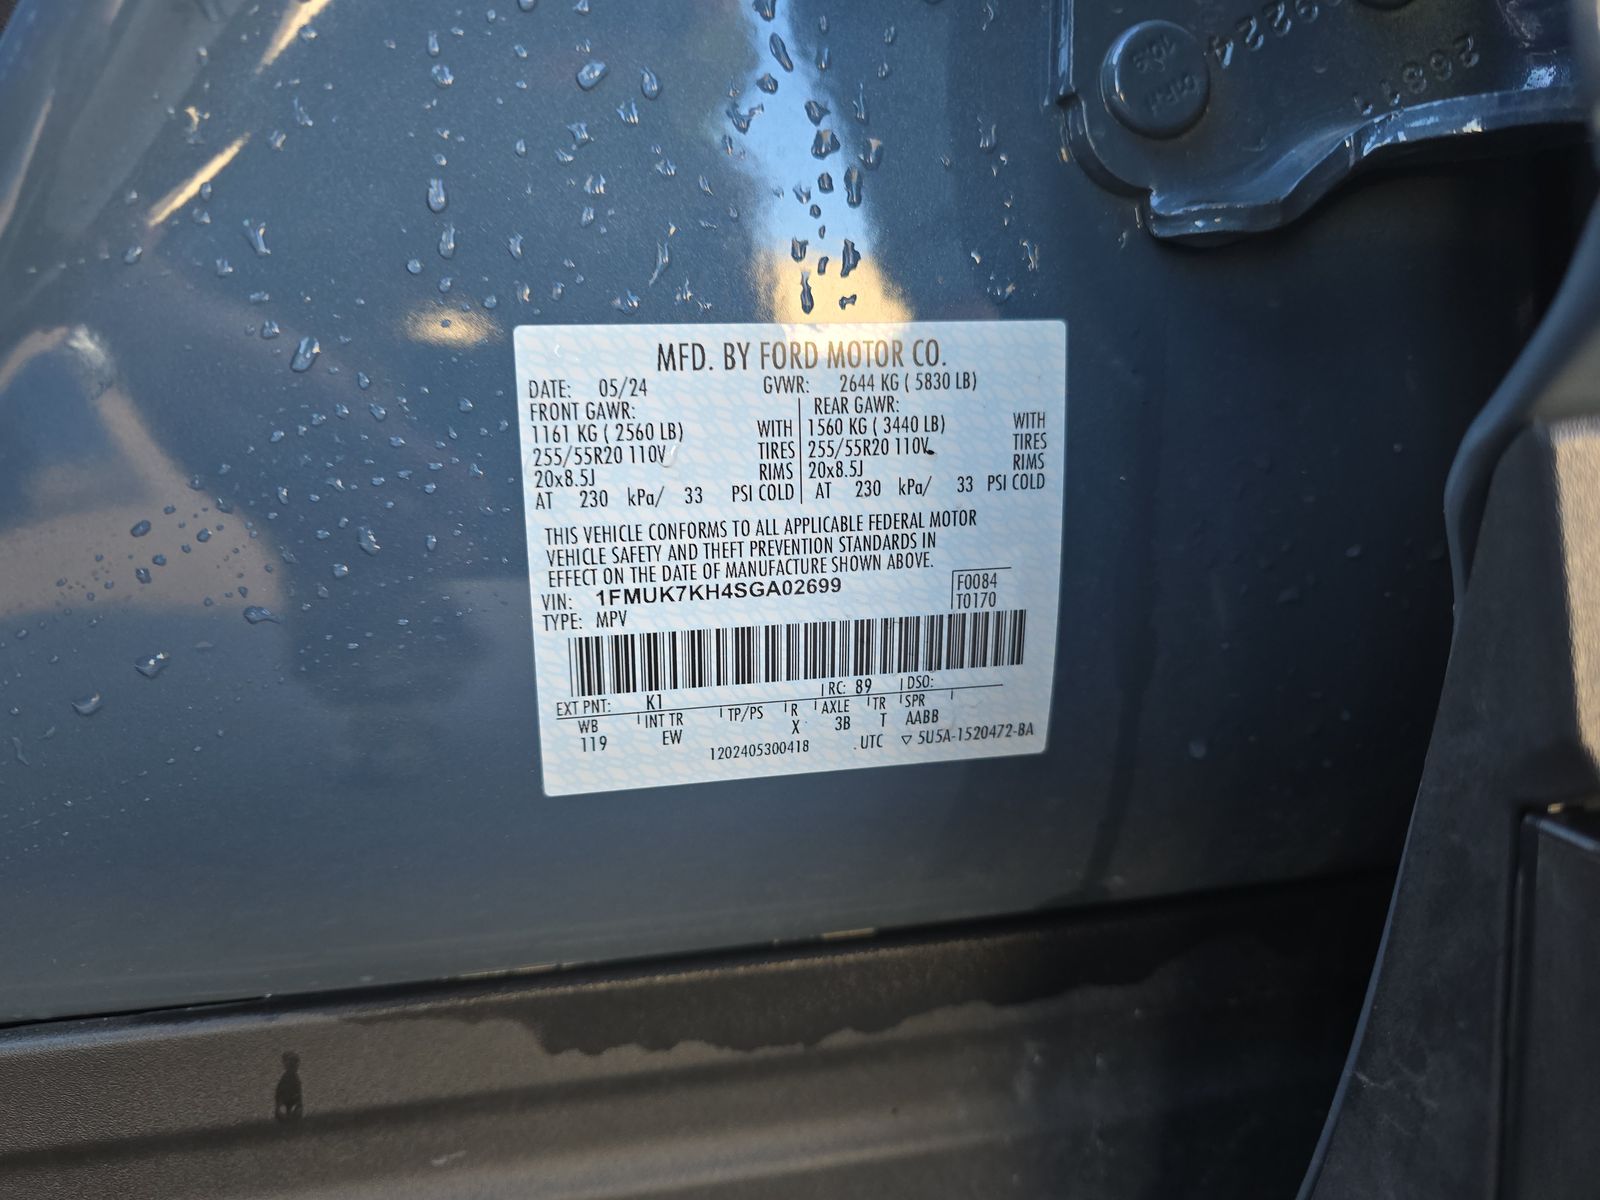 MFD. BY FORD MOTOR CO.
DATE: 05/24 GVWR: 2644 KG ( 5830 LB)
FRONT GAWR: REAR GAWR:
1161 KG ( 2560 LB) WITH 1560 KG ( 3440 LB) WITH
255/55R20 110V TIRES 255/55R20 110V TIRES
20x8.5J RIMS 20x8.5J RIMS
AT 230 kPa/ 33 PSI COLD AT 230 kPa/ 33 PSI COLD
THIS VEHICLE CONFORMS TO ALL APPLICABLE FEDERAL MOTOR
VEHICLE SAFETY AND THEFT PREVENTION STANDARDS IN
EFFECT ON THE DATE OF MANUFACTURE SHOWN ABOVE.
VIN: 1FMUK7KH4SGA02699 F0084
TYPE: MPV T0170
EXT PNT: K1 RC: 89 DSO:
WB INT TR TP/PS R AXLE TR SPR
119 EW X 3B T AABB
1202405300418 .UTC ▽ 5U5A-1520472-BA